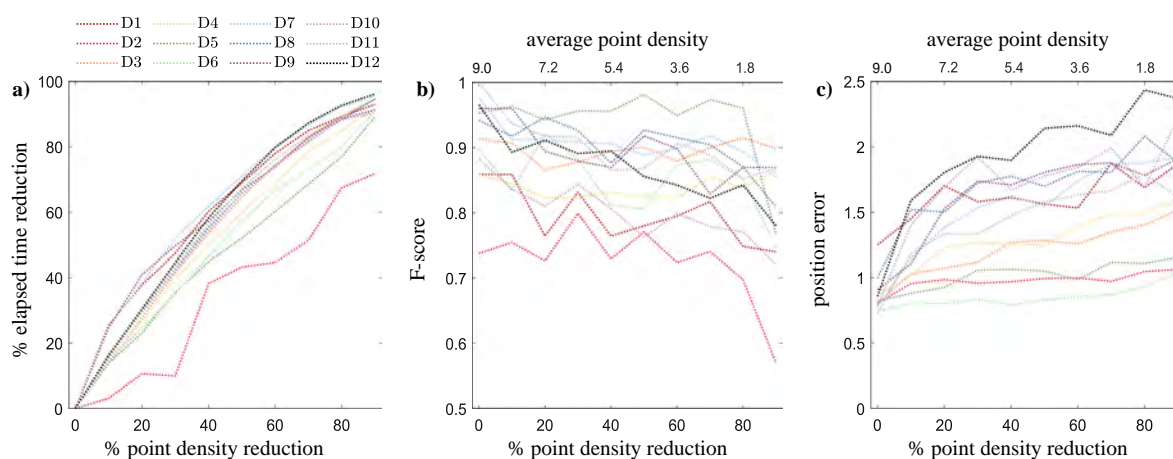 D1 D4 D7 D10
D2 D5 D8 D11
D3 D6 D9 D12
a)
100
80
60
40
20
0
% elapsed time reduction
0 20 40 60 80
% point density reduction
average point density
9.0 7.2 5.4 3.6 1.8
b)
1
0.9
0.8
0.7
0.6
0.5
F-score
0 20 40 60 80
% point density reduction
average point density
9.0 7.2 5.4 3.6 1.8
c)
2.5
2
1.5
1
0.5
0
position error
0 20 40 60 80
% point density reduction